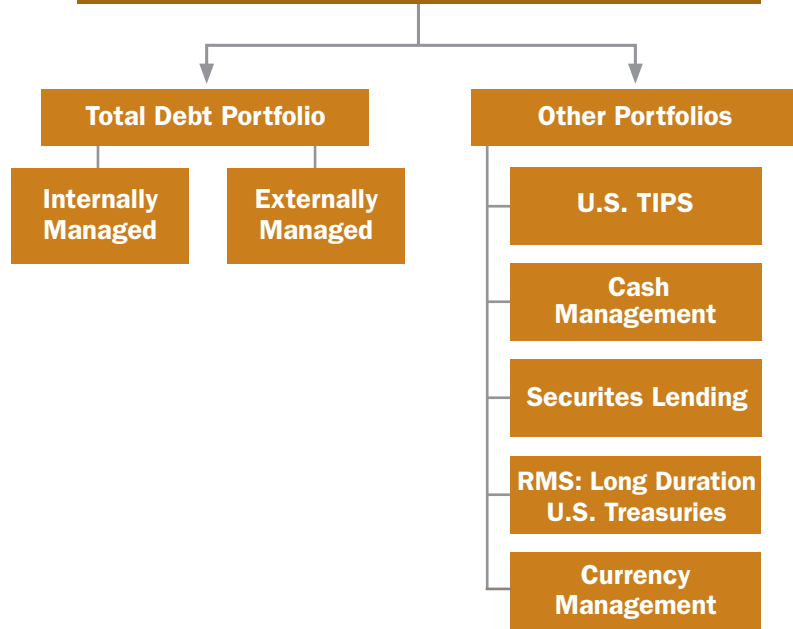 Total Debt Portfolio
Internally
Managed
Externally
Managed
Other Portfolios
U.S. TIPS
Cash
Management
Securites Lending
RMS: Long Duration
U.S. Treasuries
Currency
Management